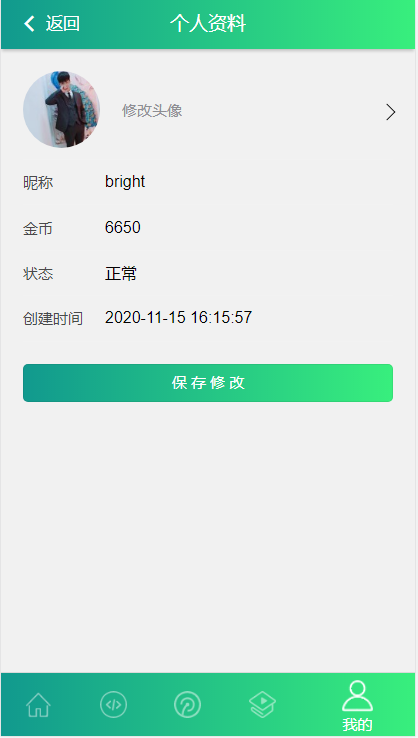 返回 个人资料
修改头像
昵称 bright
金币 6650
状态 正常
创建时间 2020-11-15 16:15:57
保存修改
我的